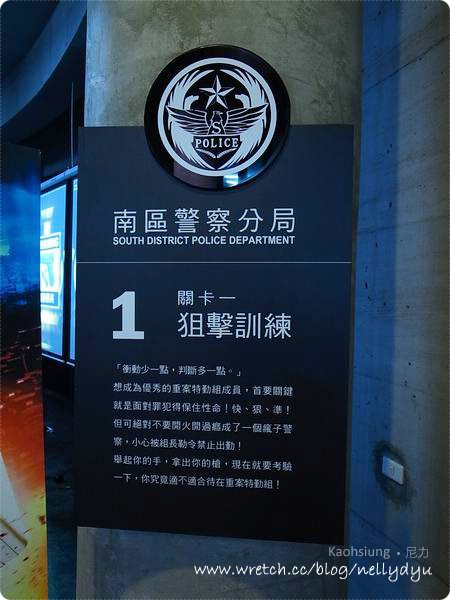 S
POLICE
南區警察分局
SOUTH DISTRICT POLICE DEPARTMENT
1
關卡一
狙擊訓練
「衝動少一點，判斷多一點。」
想成為優秀的重案特勤組成員，首要關鍵
就是面對罪犯得保住性命！快、狠、準！
但可絕對不要開火開過癮成了一個瘋子警
察，小心被組長勒令禁止出勤！
舉起你的手，拿出你的槍，現在就要考驗
一下，你究竟適不適合待在重案特勤組！
Kaohsiung • 尼力
www.wretch.cc/blog/nellydyu